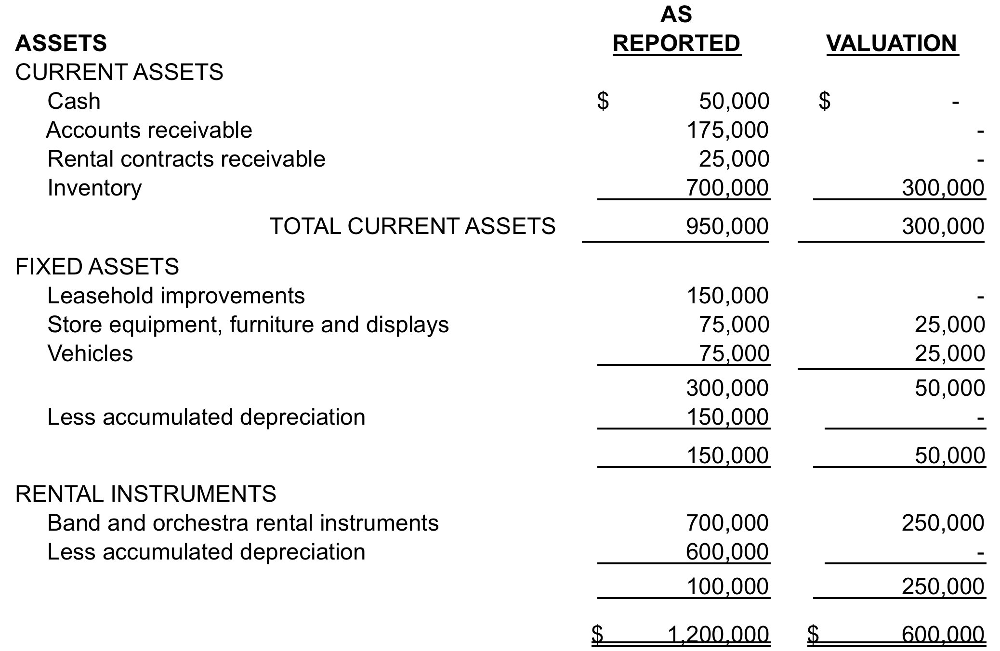 AS
ASSETS REPORTED VALUATION
CURRENT ASSETS
Cash $ 50,000 $ -
Accounts receivable 175,000 -
Rental contracts receivable 25,000 -
Inventory 700,000 300,000
TOTAL CURRENT ASSETS 950,000 300,000
FIXED ASSETS
Leasehold improvements 150,000 -
Store equipment, furniture and displays 75,000 25,000
Vehicles 75,000 25,000
300,000 50,000
Less accumulated depreciation 150,000 -
150,000 50,000
RENTAL INSTRUMENTS
Band and orchestra rental instruments 700,000 250,000
Less accumulated depreciation 600,000 -
100,000 250,000
$ 1,200,000 $ 600,000